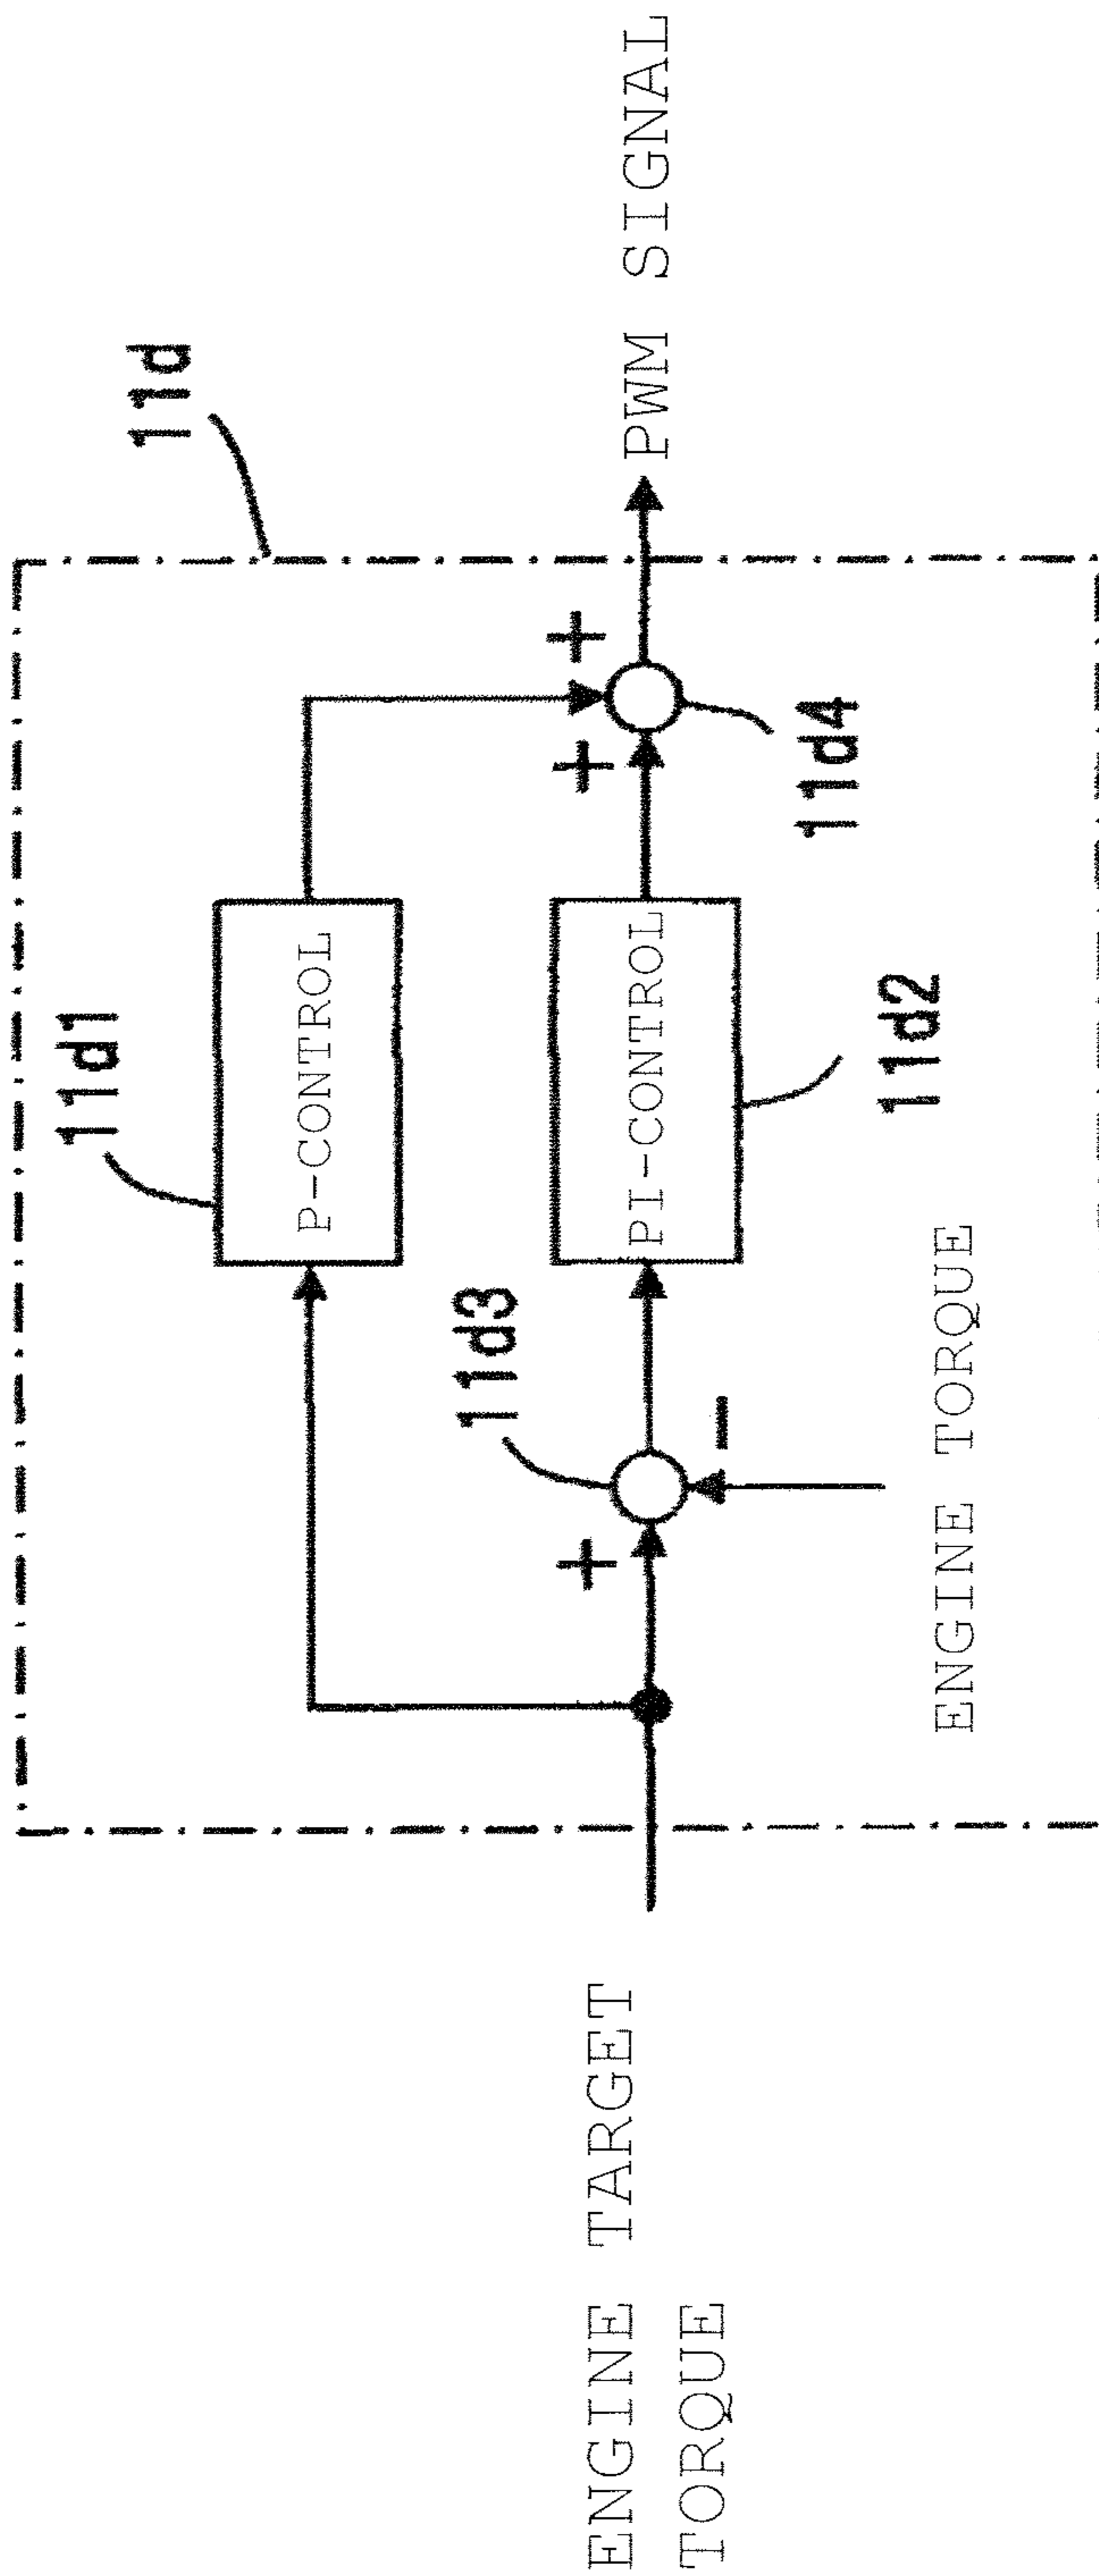 11d
11d1
P-CONTROL
+
11d3
+
PI-CONTROL
+
PWM SIGNAL
ENGINE TARGET
TORQUE
-
11d4
11d2
ENGINE TORQUE